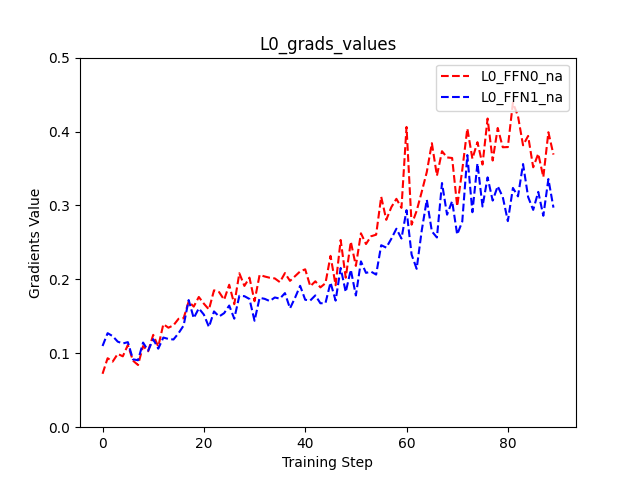 L0_grads_values
L0_FFN0_na
L0_FFN1_na
Gradients Value
0.5
0.4
0.3
0.2
0.1
0.0
0 20 40 60 80
Training Step